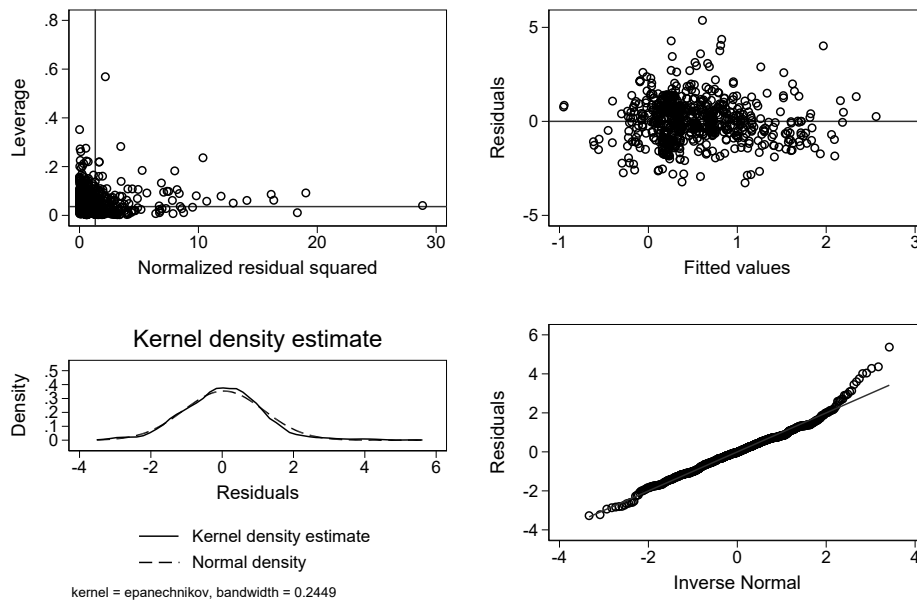 .8
.6
.4
.2
0
Leverage
0 10 20 30
Normalized residual squared
5
0
-5
Residuals
-1 0 1 2 3
Fitted values
Kernel density estimate
.5
.4
.3
.2
.1
0
Density
-4 -2 0 2 4 6
Residuals
Kernel density estimate
Normal density
kernel = epanechnikov, bandwidth = 0.2449
6
4
2
0
-2
-4
Residuals
-4 -2 0 2 4
Inverse Normal